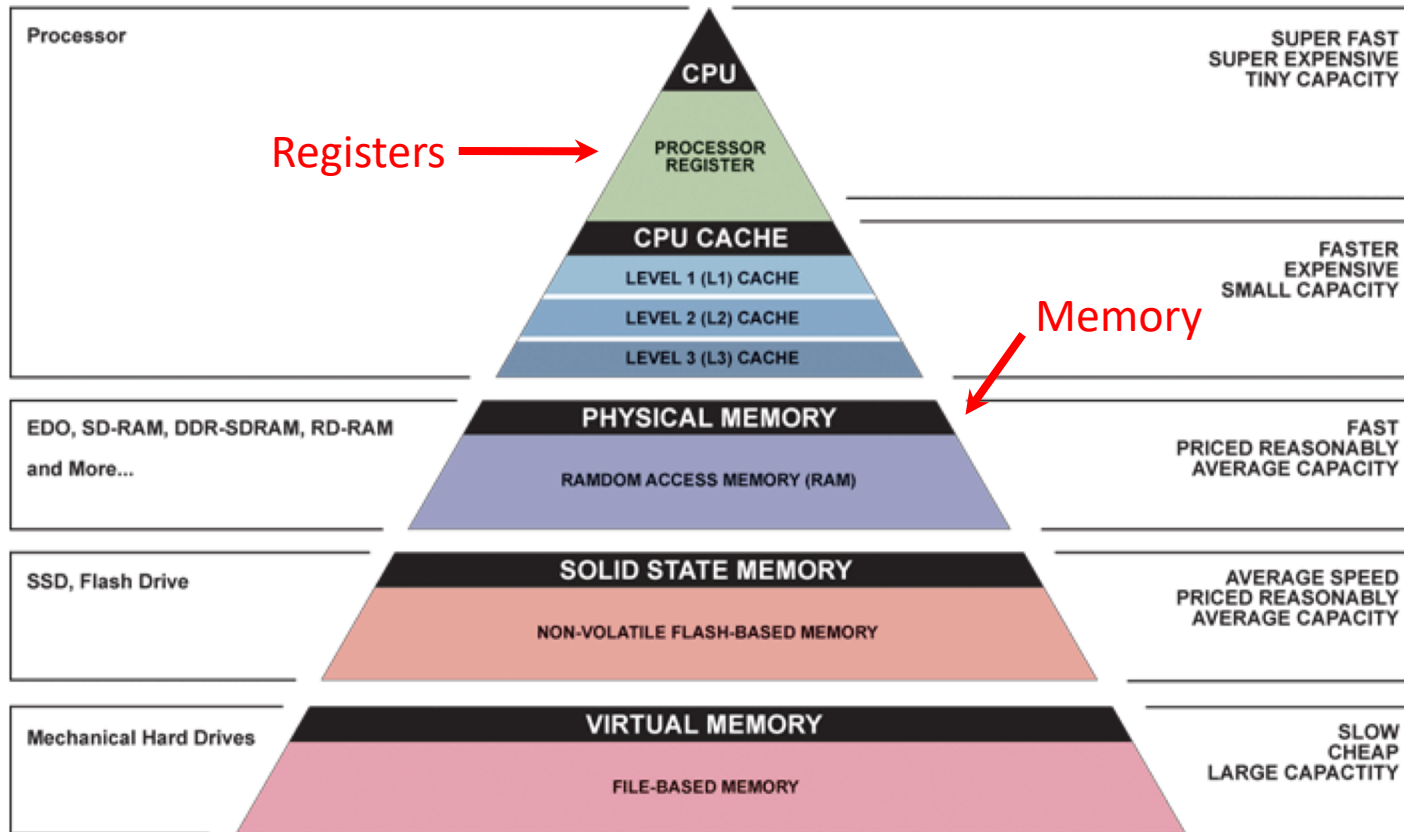 Processor
CPU
SUPER FAST
SUPER EXPENSIVE
TINY CAPACITY
Registers
PROCESSOR
REGISTER
CPU CACHE
LEVEL 1 (L1) CACHE
LEVEL 2 (L2) CACHE
LEVEL 3 (L3) CACHE
FASTER
EXPENSIVE
SMALL CAPACITY
Memory
EDO, SD-RAM, DDR-SDRAM, RD-RAM
and More...
PHYSICAL MEMORY
RAMDOM ACCESS MEMORY (RAM)
FAST
PRICED REASONABLY
AVERAGE CAPACITY
SSD, Flash Drive
SOLID STATE MEMORY
NON-VOLATILE FLASH-BASED MEMORY
AVERAGE SPEED
PRICED REASONABLY
AVERAGE CAPACITY
Mechanical Hard Drives
VIRTUAL MEMORY
FILE-BASED MEMORY
SLOW
CHEAP
LARGE CAPACTITY